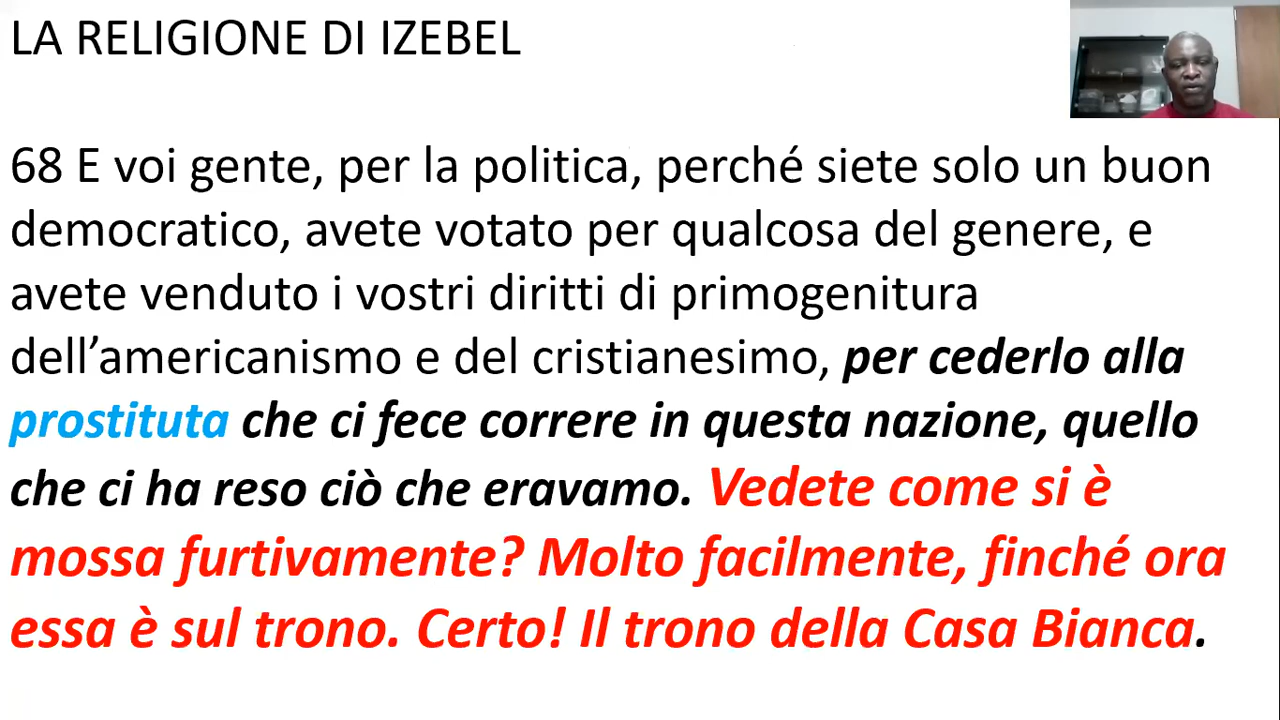 LA RELIGIONE DI IZEBEL
68 E voi gente, per la politica, perché siete solo un buon
democratico, avete votato per qualcosa del genere, e
avete venduto i vostri diritti di primogenitura
dell’americanismo e del cristianesimo, per cederlo alla
prostituta che ci fece correre in questa nazione, quello
che ci ha reso ciò che eravamo. Vedete come si è
mossa furtivamente? Molto facilmente, finché ora
essa è sul trono. Certo! Il trono della Casa Bianca.